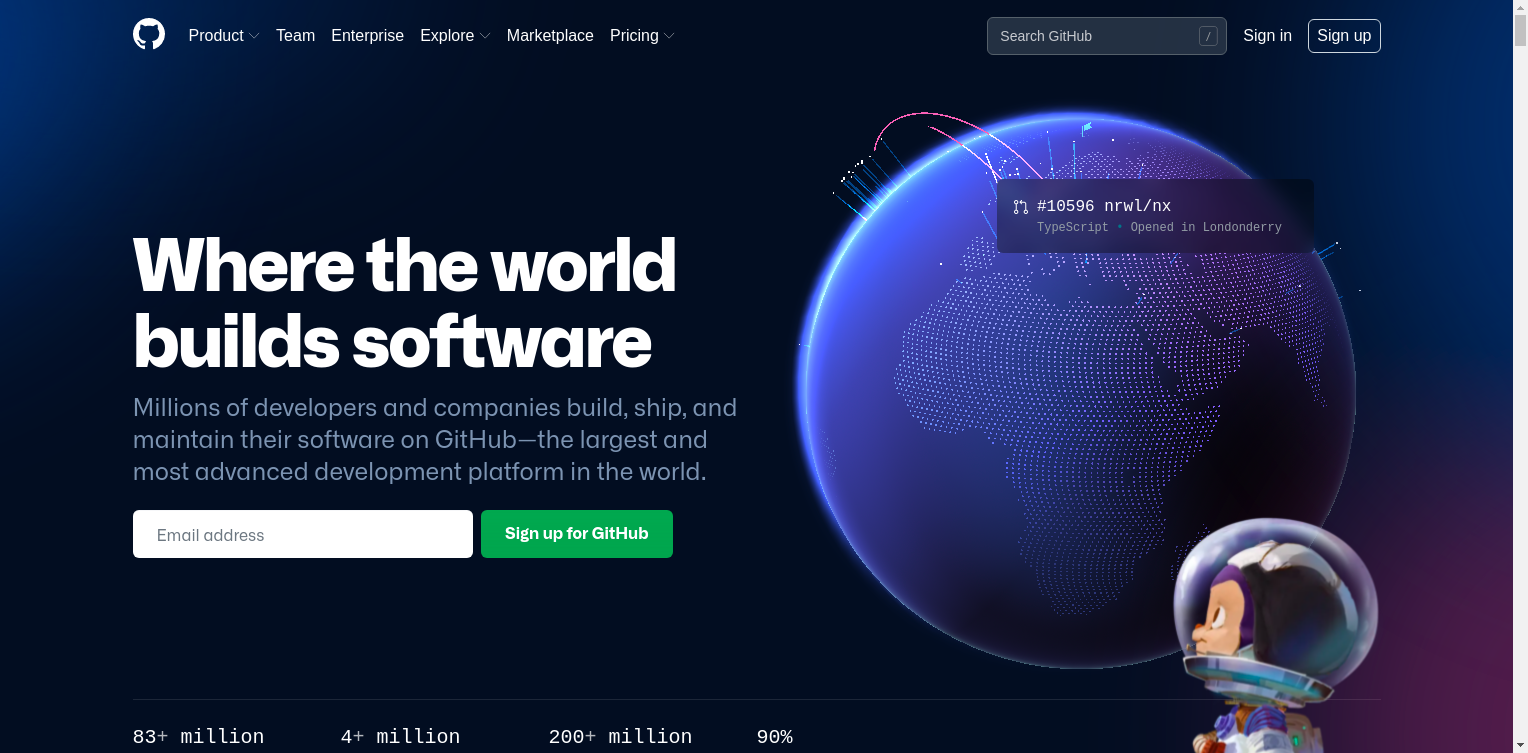 Product Team Enterprise Explore Marketplace Pricing Search GitHub / Sign in Sign up
#10596 nrwl/nx
TypeScript • Opened in Londonderry
Where the world
builds software
Millions of developers and companies build, ship, and
maintain their software on GitHub—the largest and
most advanced development platform in the world.
Email address Sign up for GitHub
83+ million 4+ million 200+ million 90%